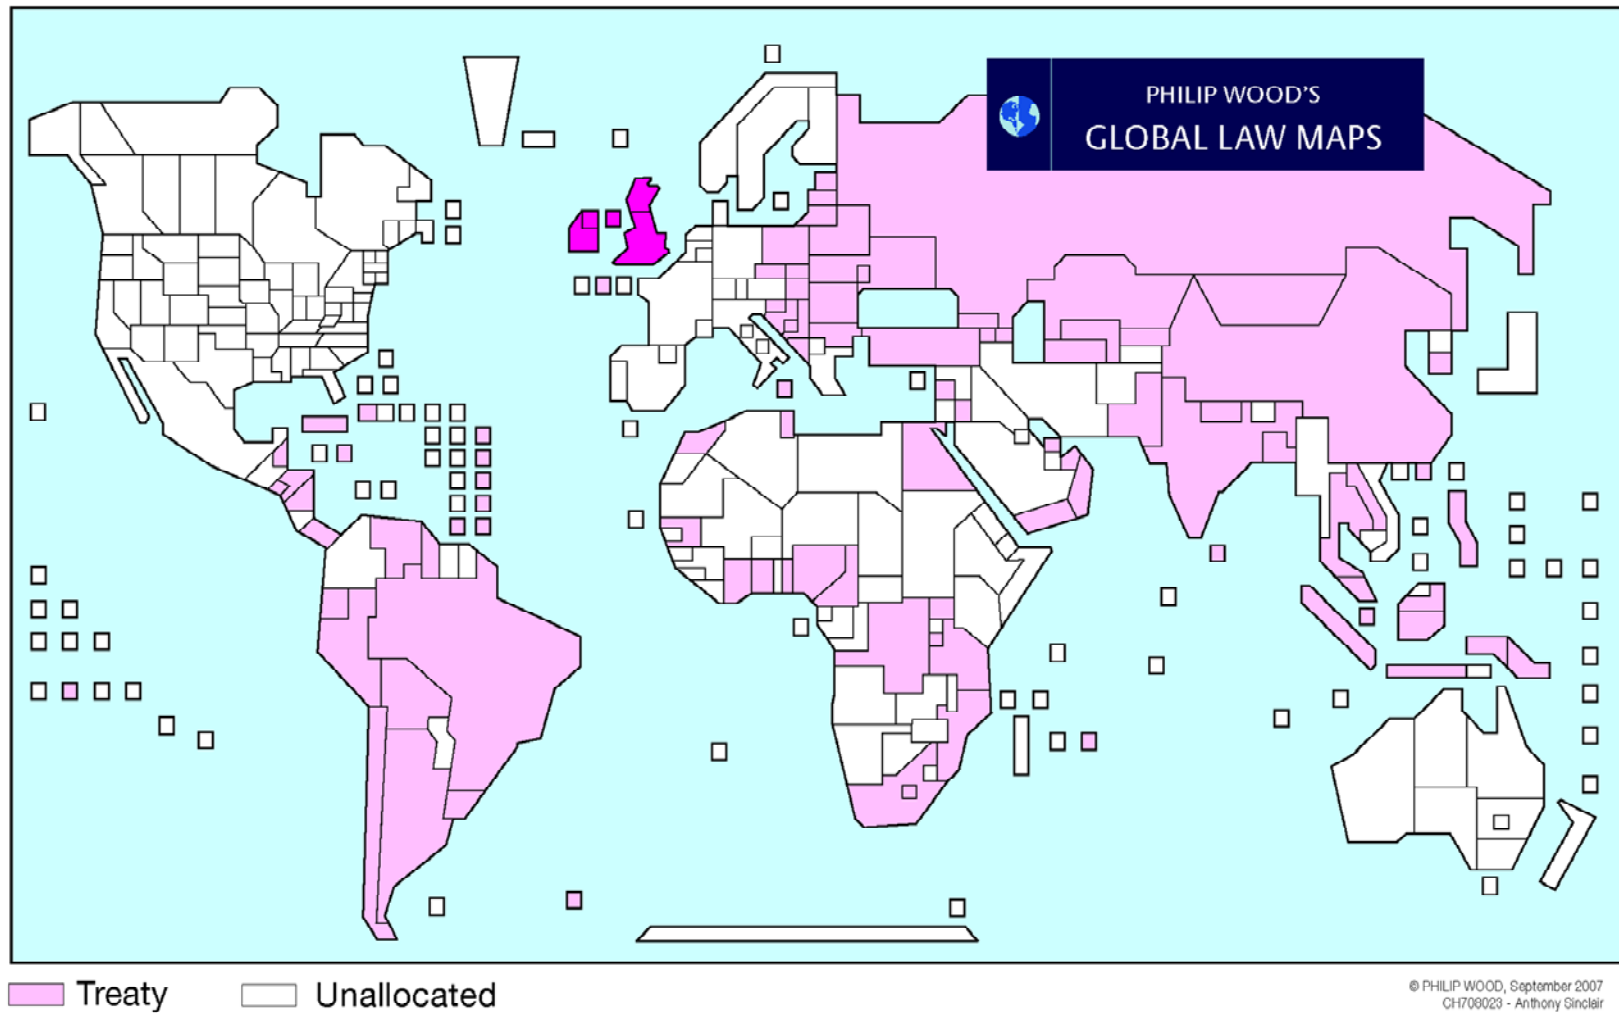 PHILIP WOOD'S
GLOBAL LAW MAPS
Treaty
Unallocated
© PHILIP WOOD, September 2007
CH708023 - Anthony Sinclair